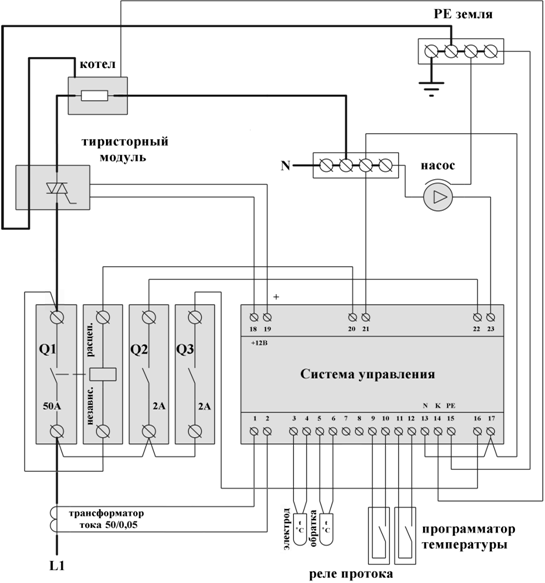 PE земля
котел
тиристорный
модуль
N
насос
+
18 19 20 21 22 23
+12В
Q1
расцеп.
независ.
Q2
Q3
50А
2А
2А
Система управления
N К PE
1 2 3 4 5 6 7 8 9 10 11 12 13 14 15 16 17
трансформатор
тока 50/0,05
L1
электрод
t °C
обратка
t °C
реле протока
программатор
температуры